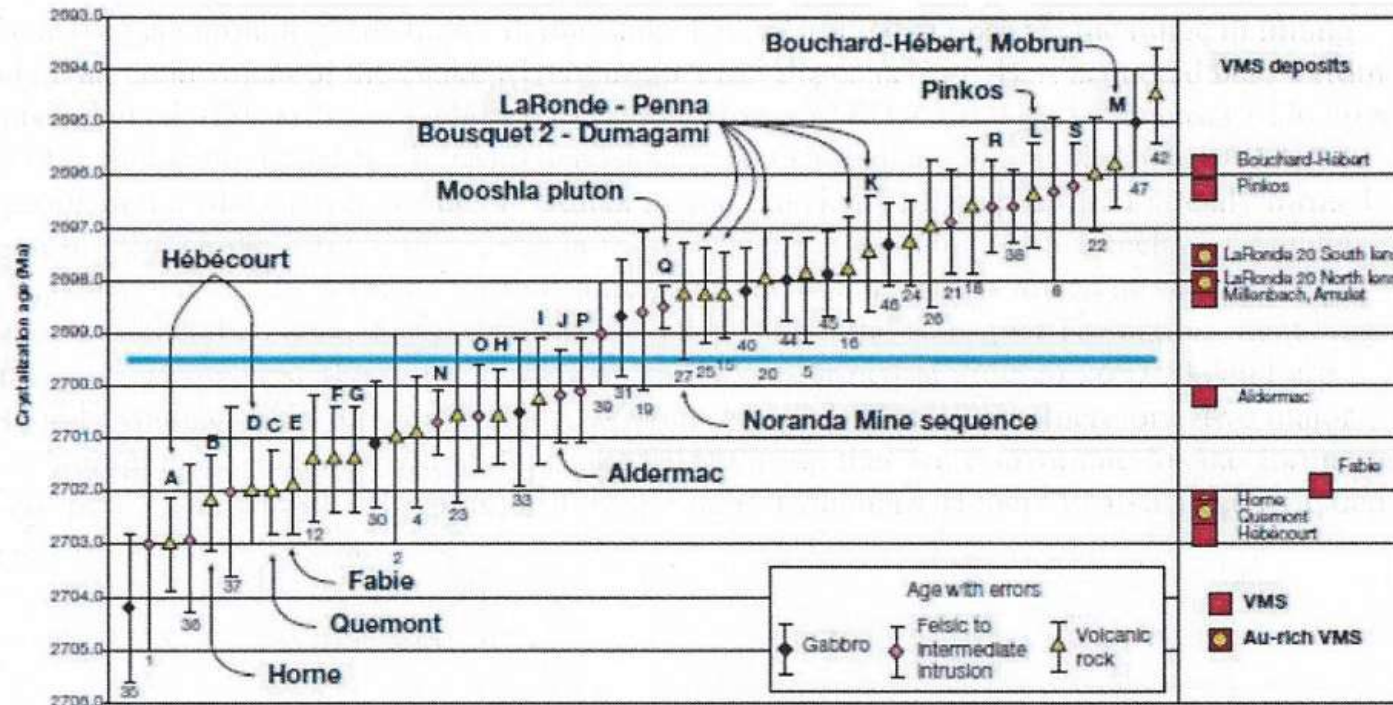 2693.0
2694.0
2695.0
2696.0
2697.0
2698.0
2699.0
2700.0
2701.0
2702.0
2703.0
2704.0
2705.0
2706.0
Crystallization age (Ma)
Hébécourt
Mooshla pluton
LaRonde - Penna
Bousquet 2 - Dumagami
Bouchard-Hébert, Mobrun
Pinkos
Noranda Mine sequence
Aldermac
Fabie
Quemont
Horne
A
B
D
C
E
F
G
N
O
H
I
J
P
Q
K
R
L
S
M
35
1
36
37
12
30
2
4
23
33
39
31
19
27
25
15
40
20
44
5
45
16
46
24
26
21
18
38
6
22
47
42
Age with errors
Gabbro
Felsic to
Intermediate
Intrusion
Volcanic
rock
VMS deposits
Bouchard-Hébert
Pinkos
LaRonde 20 South lens
LaRonde 20 North lens
Millenbach, Amulet
Aldermac
Fabie
Horne
Quemont
Hébécourt
VMS
Au-rich VMS